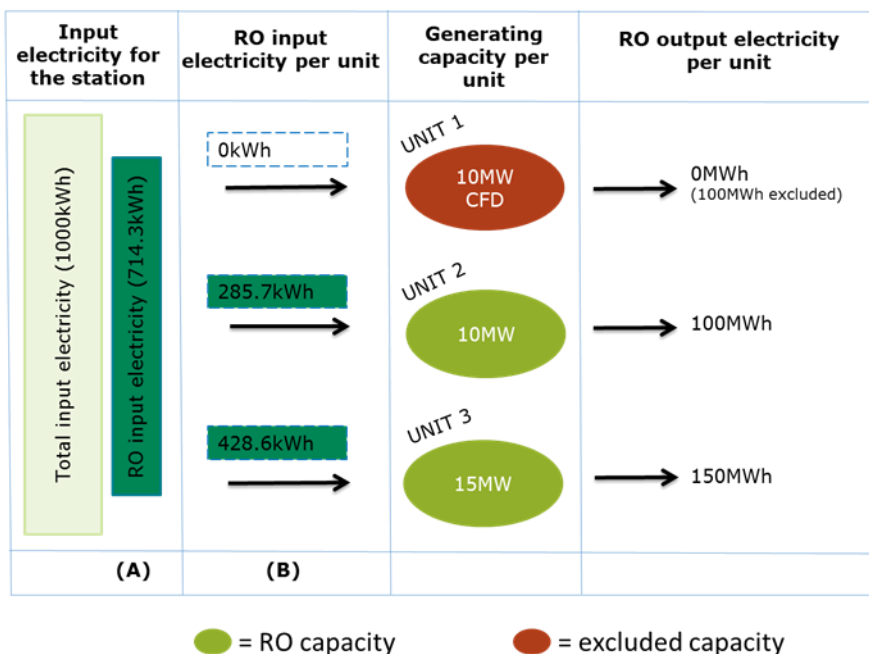 Input
electricity for
the station
RO input
electricity per unit
Generating
capacity per
unit
RO output electricity
per unit
Total input electricity (1000kWh)
RO input electricity (714.3kWh)
0kWh
UNIT 1
10MW
CFD
0MWh
(100MWh excluded)
285.7kWh
UNIT 2
10MW
100MWh
428.6kWh
UNIT 3
15MW
150MWh
(A)
(B)
= RO capacity
= excluded capacity